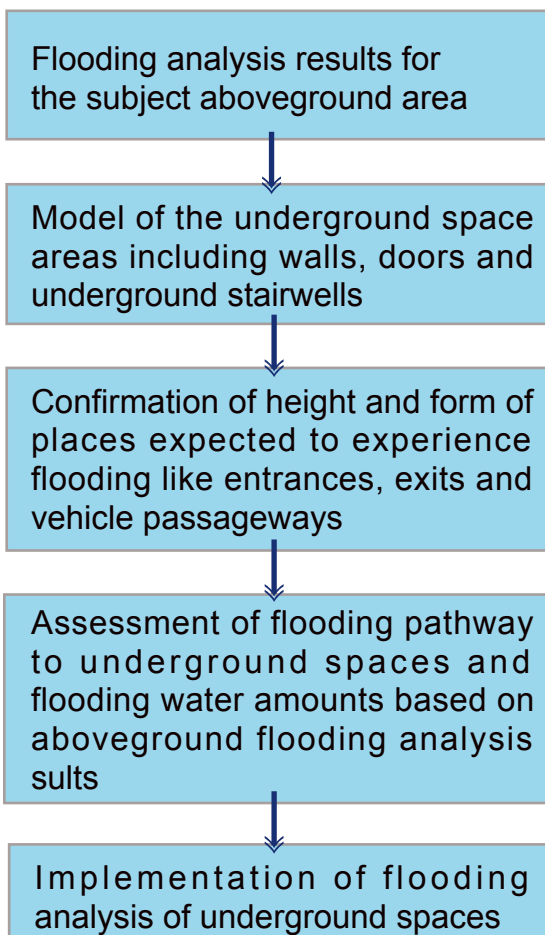 Flooding analysis results for
the subject aboveground area
Model of the underground space
areas including walls, doors and
underground stairwells
Confirmation of height and form of
places expected to experience
flooding like entrances, exits and
vehicle passageways
Assessment of flooding pathway
to underground spaces and
flooding water amounts based on
aboveground flooding analysis
sults
Implementation of flooding
analysis of underground spaces